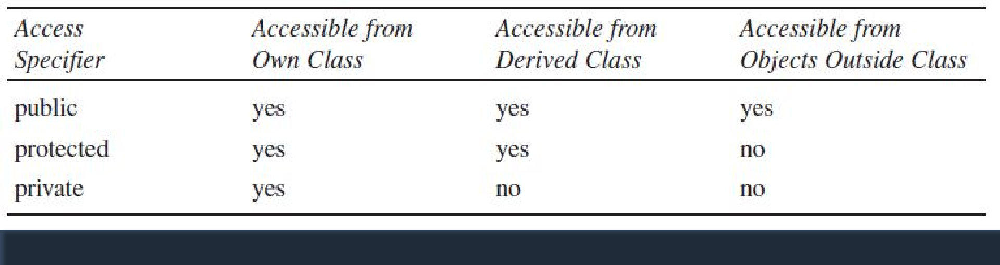 Access Accessible from Accessible from Accessible from
Specifier Own Class Derived Class Objects Outside Class
public yes yes yes
protected yes yes no
private yes no no